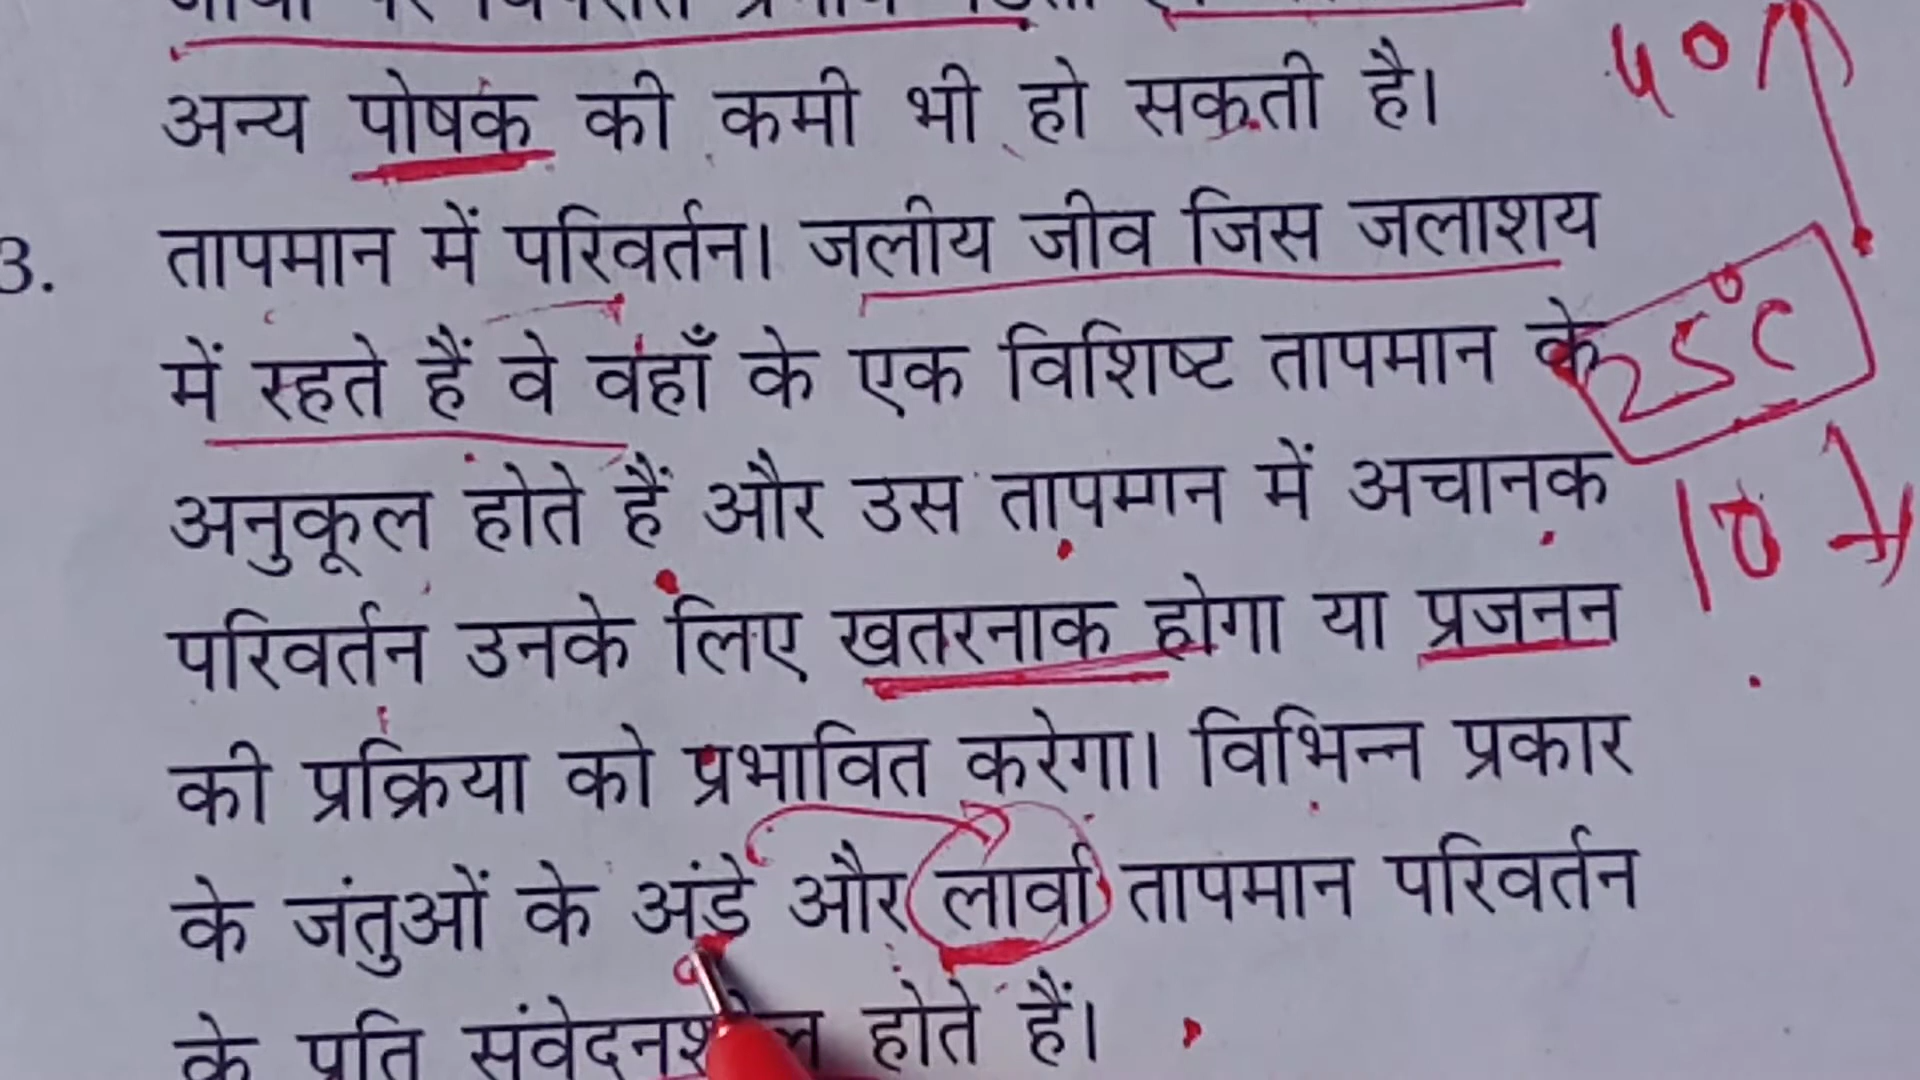 अन्य पोषक की कमी भी हो सकती है।
40
3. तापमान में परिवर्तन। जलीय जीव जिस जलाशय
में रहते हैं वे वहाँ के एक विशिष्ट तापमान के
25°C
अनुकूल होते हैं और उस तापमान में अचानक
10
परिवर्तन उनके लिए खतरनाक होगा या प्रजनन
की प्रक्रिया को प्रभावित करेगा। विभिन्न प्रकार
के जंतुओं के अंडे और लार्वा तापमान परिवर्तन
के प्रति संवेदनशील होते हैं।